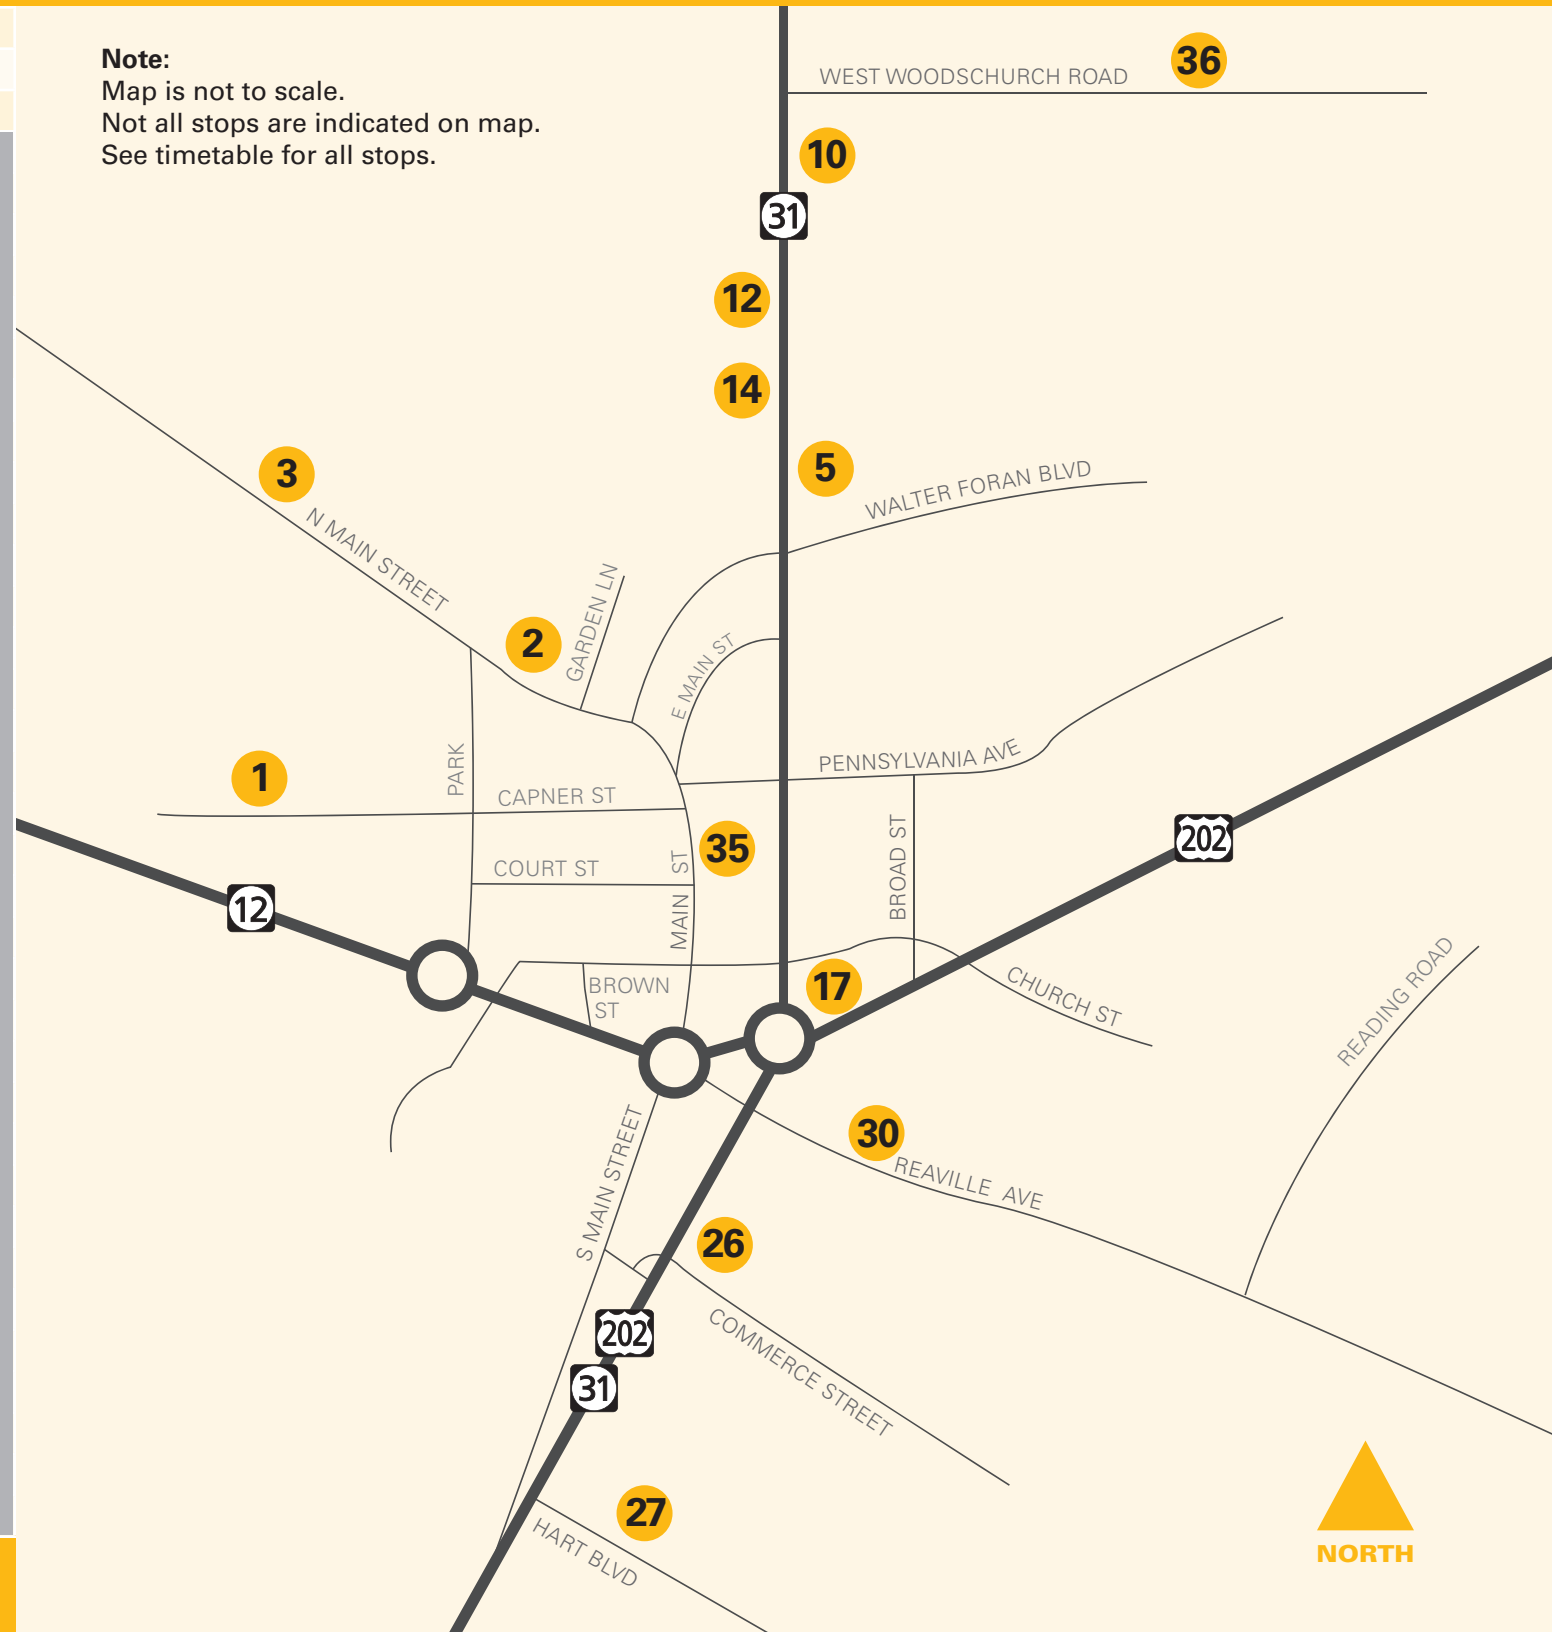 Note:
Map is not to scale.
Not all stops are indicated on map.
See timetable for all stops.
WEST WOODSCHURCH ROAD
36
10
31
12
14
3
5
WALTER FORAN BLVD
N MAIN STREET
GARDEN LN
2
E MAIN ST
PENNSYLVANIA AVE
PARK
1
CAPNER ST
35
BROAD ST
202
COURT ST
MAIN ST
12
17
BROWN
ST
CHURCH ST
READING ROAD
30
REAVILLE AVE
S MAIN STREET
26
202
31
COMMERCE STREET
27
HART BLVD
NORTH